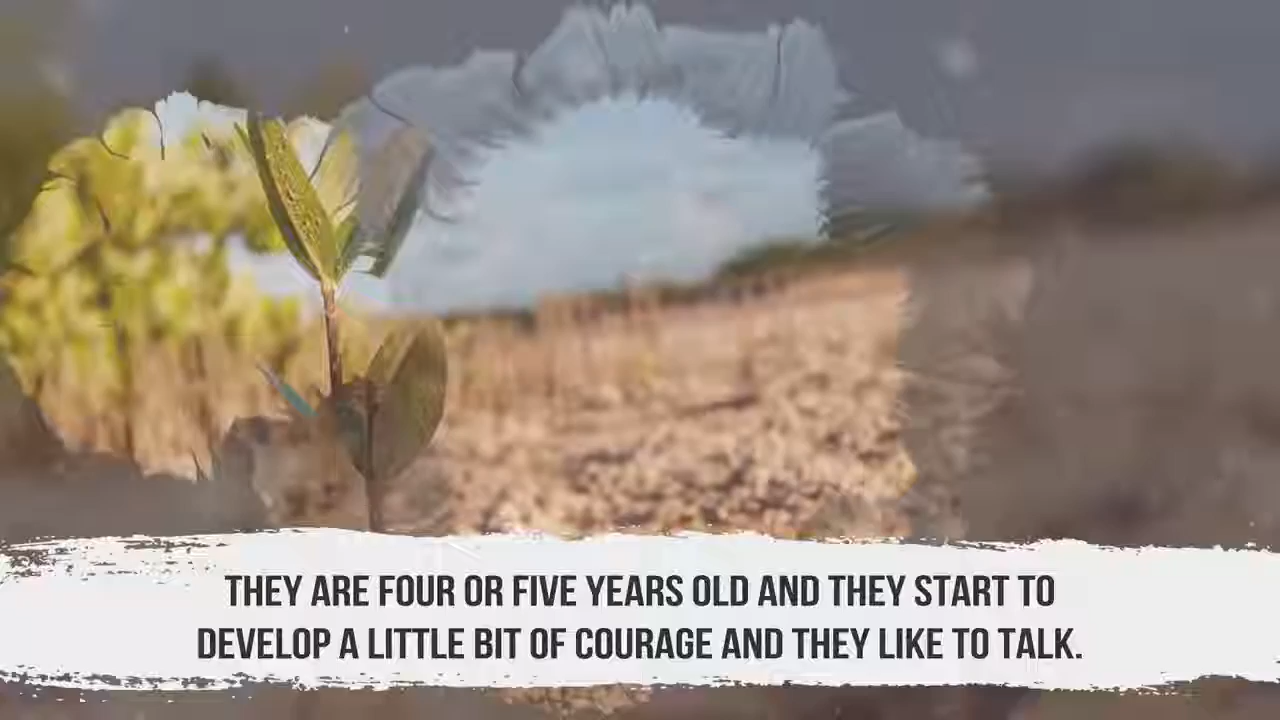 THEY ARE FOUR OR FIVE YEARS OLD AND THEY START TO
DEVELOP A LITTLE BIT OF COURAGE AND THEY LIKE TO TALK.